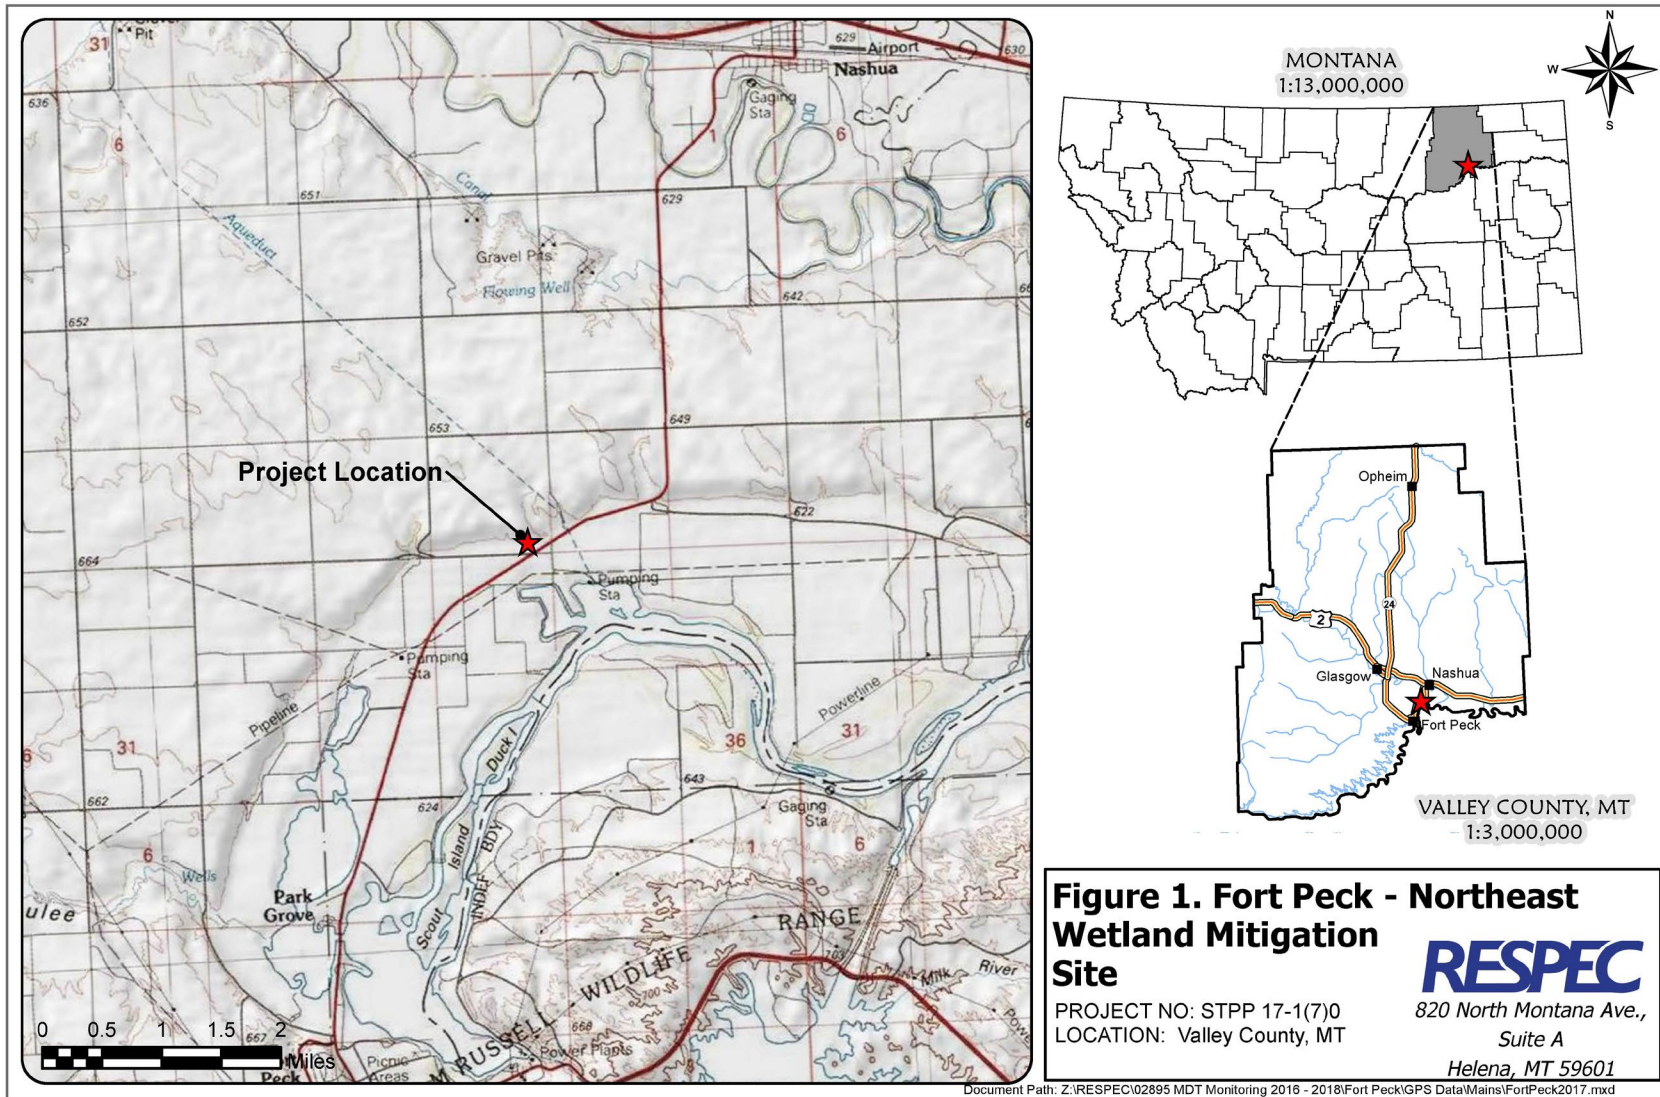 Pit
31
636
6
651
Canal
Aqueduct
Gravel Pits
Flowing Well
652
629
Airport
Nashua
630
Gaging
Sta
1
6
629
642
649
653
Project Location
622
664
Pumping
Sta
Pumping
Sta
Pipeline
Powerline
31
36
31
6
Duck I
643
662
624
Gaging
Sta
Island
BDY
INDEF
Scout
6
1
6
Wells
Park
Grove
ulee
RANGE
WILDLIFE
RUSSELL
M
703
700
668
Milk River
Power Plants
Picnic
Areas
667
Peck
0 0.5 1 1.5 2
Miles
MONTANA
1:13,000,000
N
W
S
Opheim
24
2
Glasgow
Nashua
Fort Peck
VALLEY COUNTY, MT
1:3,000,000
Figure 1. Fort Peck - Northeast
Wetland Mitigation
Site
PROJECT NO: STPP 17-1(7)0
LOCATION: Valley County, MT
RESPEC
820 North Montana Ave.,
Suite A
Helena, MT 59601
Document Path: Z:\RESPEC\02895 MDT Monitoring 2016 - 2018\Fort Peck\GPS Data\Mains\FortPeck2017.mxd